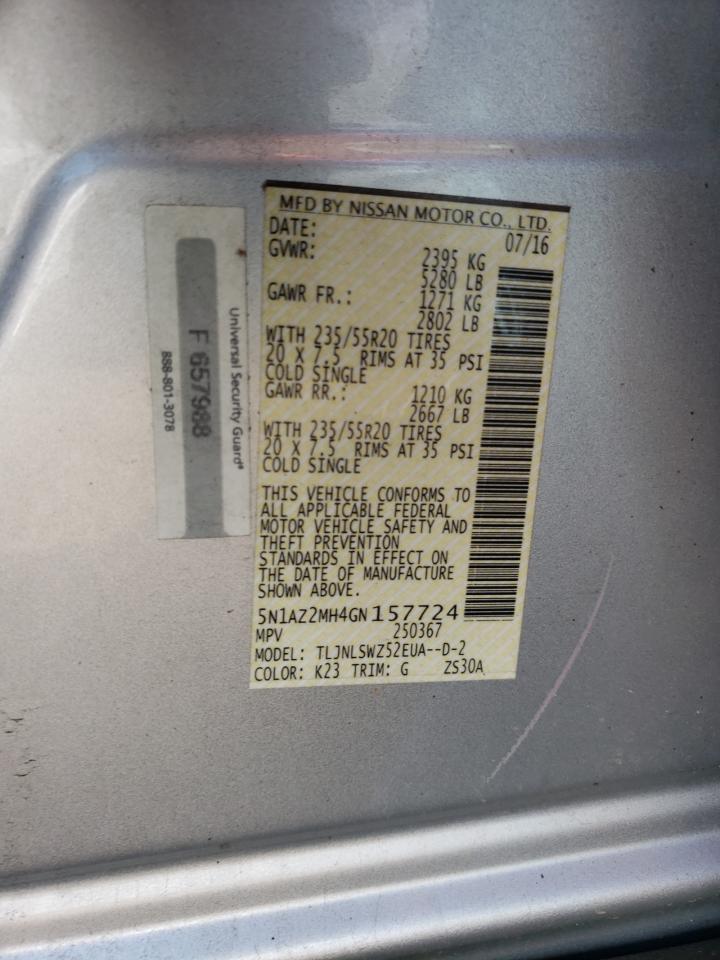 MFD BY NISSAN MOTOR CO., LTD.
DATE: 07/16
GVWR: 2395 KG
5280 LB
GAWR FR.: 1271 KG
2802 LB
WITH 235/55R20 TIRES
20 X 7.5 RIMS AT 35 PSI
COLD SINGLE
GAWR RR.: 1210 KG
2667 LB
WITH 235/55R20 TIRES
20 X 7.5 RIMS AT 35 PSI
COLD SINGLE
THIS VEHICLE CONFORMS TO
ALL APPLICABLE FEDERAL
MOTOR VEHICLE SAFETY AND
THEFT PREVENTION
STANDARDS IN EFFECT ON
THE DATE OF MANUFACTURE
SHOWN ABOVE.
5N1AZ2MH4GN157724
MPV 250367
MODEL: TLJNLSWZ52EUA--D-2
COLOR: K23 TRIM: G ZS30A
Universal Security Guard®
F 657988
888-801-3078